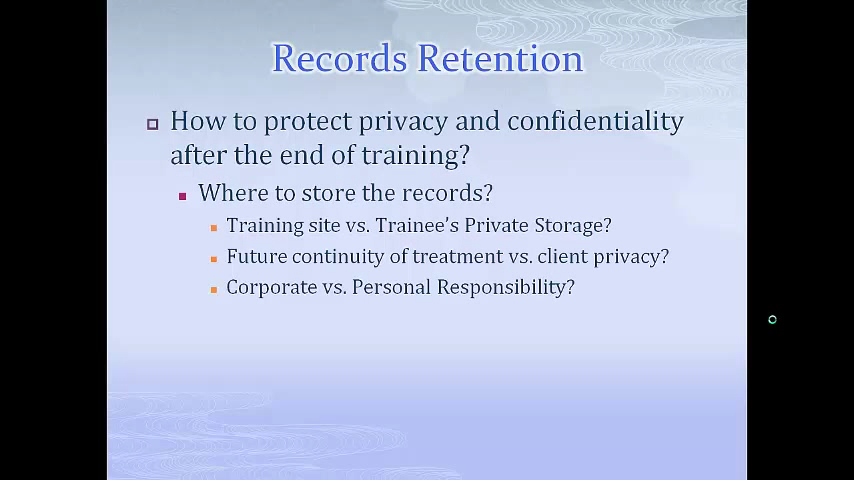 Records Retention
How to protect privacy and confidentiality
after the end of training?
Where to store the records?
Training site vs. Trainee's Private Storage?
Future continuity of treatment vs. client privacy?
Corporate vs. Personal Responsibility?